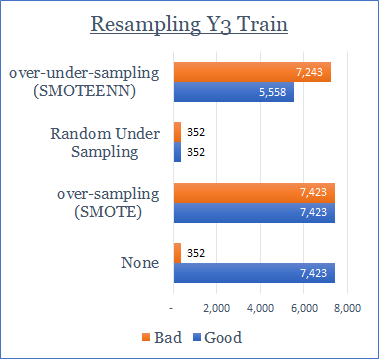 Resampling Y3 Train
over-under-sampling
(SMOTEENN)
7,243
5,558
Random Under
Sampling
352
352
over-sampling
(SMOTE)
7,423
7,423
None
352
7,423
- 2,000 4,000 6,000 8,000
Bad Good